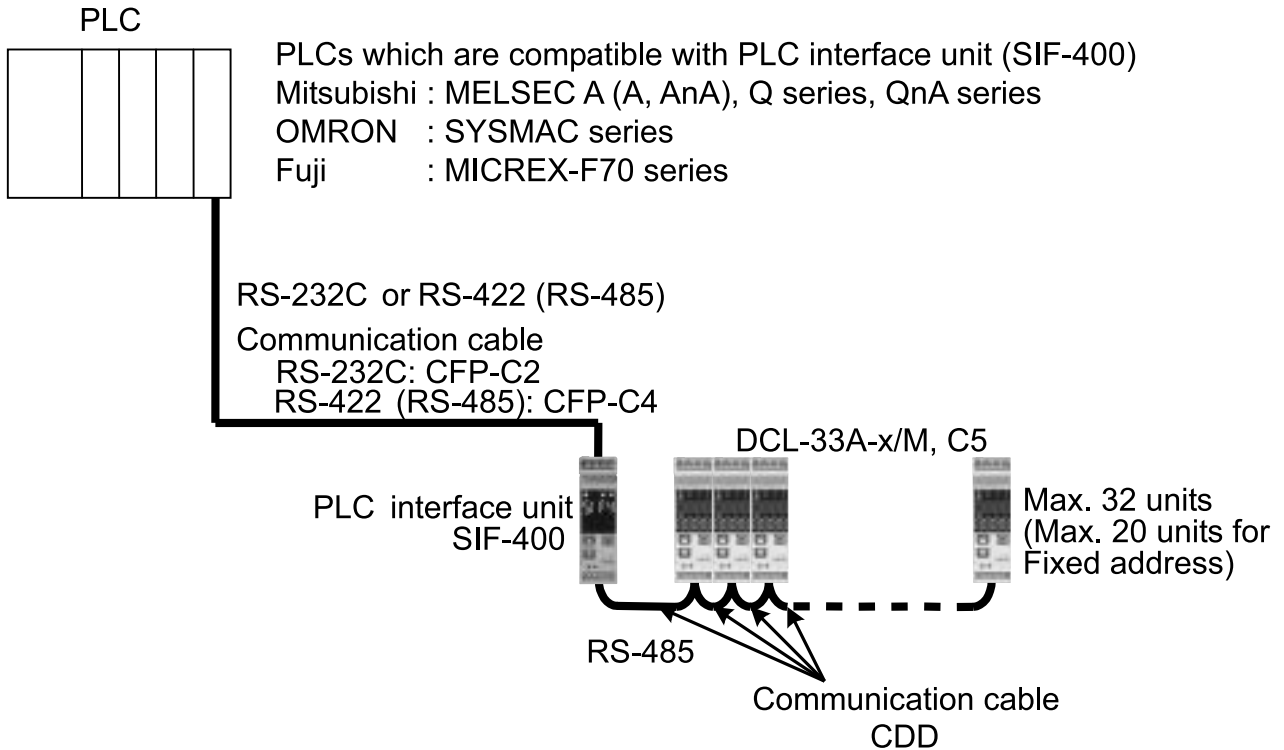 PLC
PLCs which are compatible with PLC interface unit (SIF-400)
Mitsubishi : MELSEC A (A, AnA), Q series, QnA series
OMRON : SYSMAC series
Fuji : MICREX-F70 series
RS-232C or RS-422 (RS-485)
Communication cable
RS-232C: CFP-C2
RS-422 (RS-485): CFP-C4
DCL-33A-x/M, C5
PLC interface unit
SIF-400
Max. 32 units
(Max. 20 units for
Fixed address)
RS-485
Communication cable
CDD